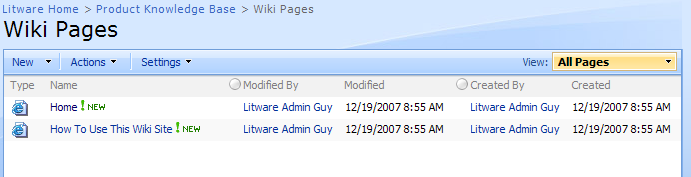 Litware Home > Product Knowledge Base > Wiki Pages
Wiki Pages
New Actions Settings View: All Pages
Type Name Modified By Modified Created By Created
Home ! NEW Litware Admin Guy 12/19/2007 8:55 AM Litware Admin Guy 12/19/2007 8:55 AM
How To Use This Wiki Site ! NEW Litware Admin Guy 12/19/2007 8:55 AM Litware Admin Guy 12/19/2007 8:55 AM